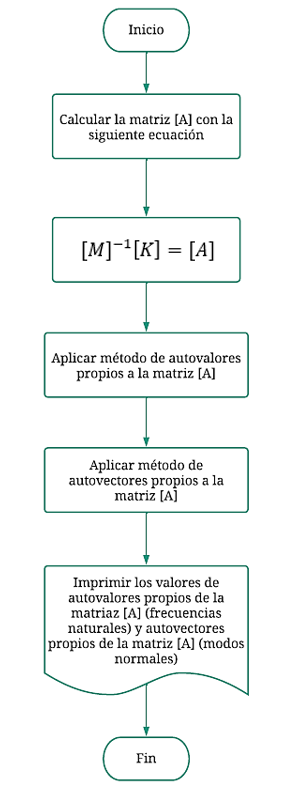 Inicio
Calcular la matriz [A] con la
siguiente ecuación
[M]⁻¹[K] = [A]
Aplicar método de autovalores
propios a la matriz [A]
Aplicar método de
autovectores propios a la
matriz [A]
Imprimir los valores de
autovalores propios de la
matriaz [A] (frecuencias
naturales) y autovectores
propios de la matriz [A] (modos
normales)
Fin